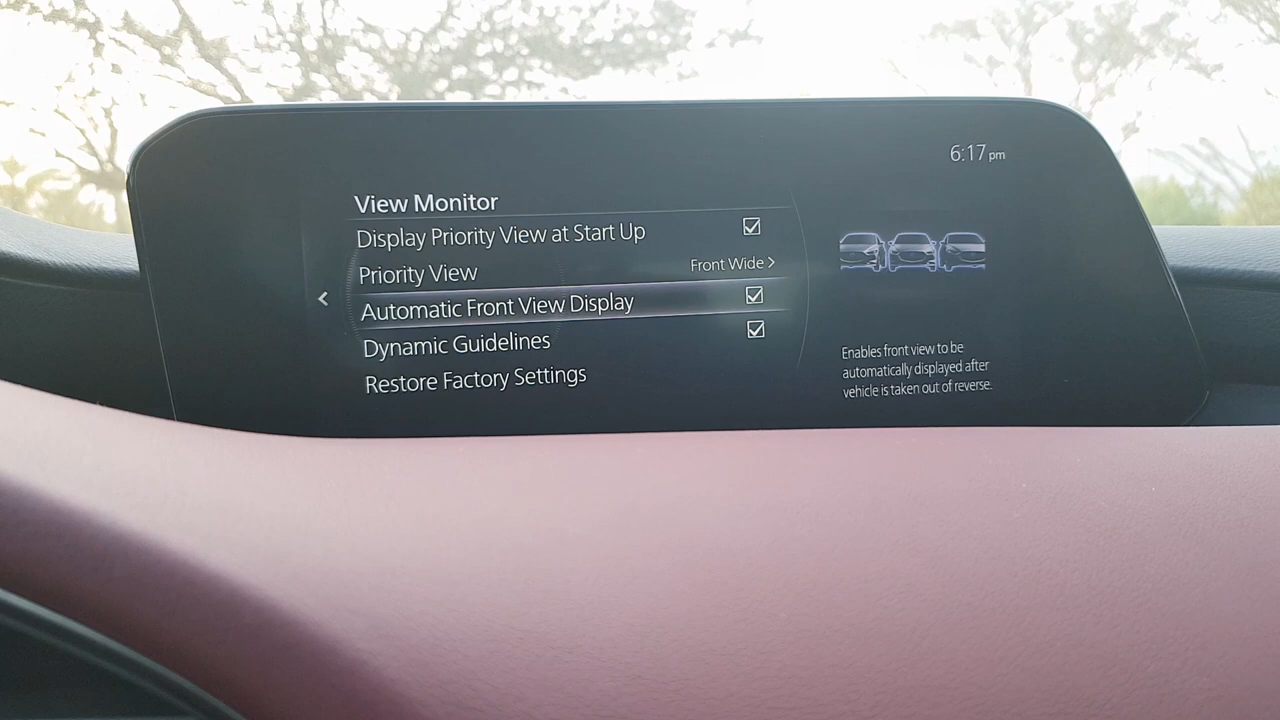 6:17 pm
View Monitor
Display Priority View at Start Up
Priority View Front Wide >
Automatic Front View Display
Dynamic Guidelines
Restore Factory Settings
Enables front view to be
automatically displayed after
vehicle is taken out of reverse.